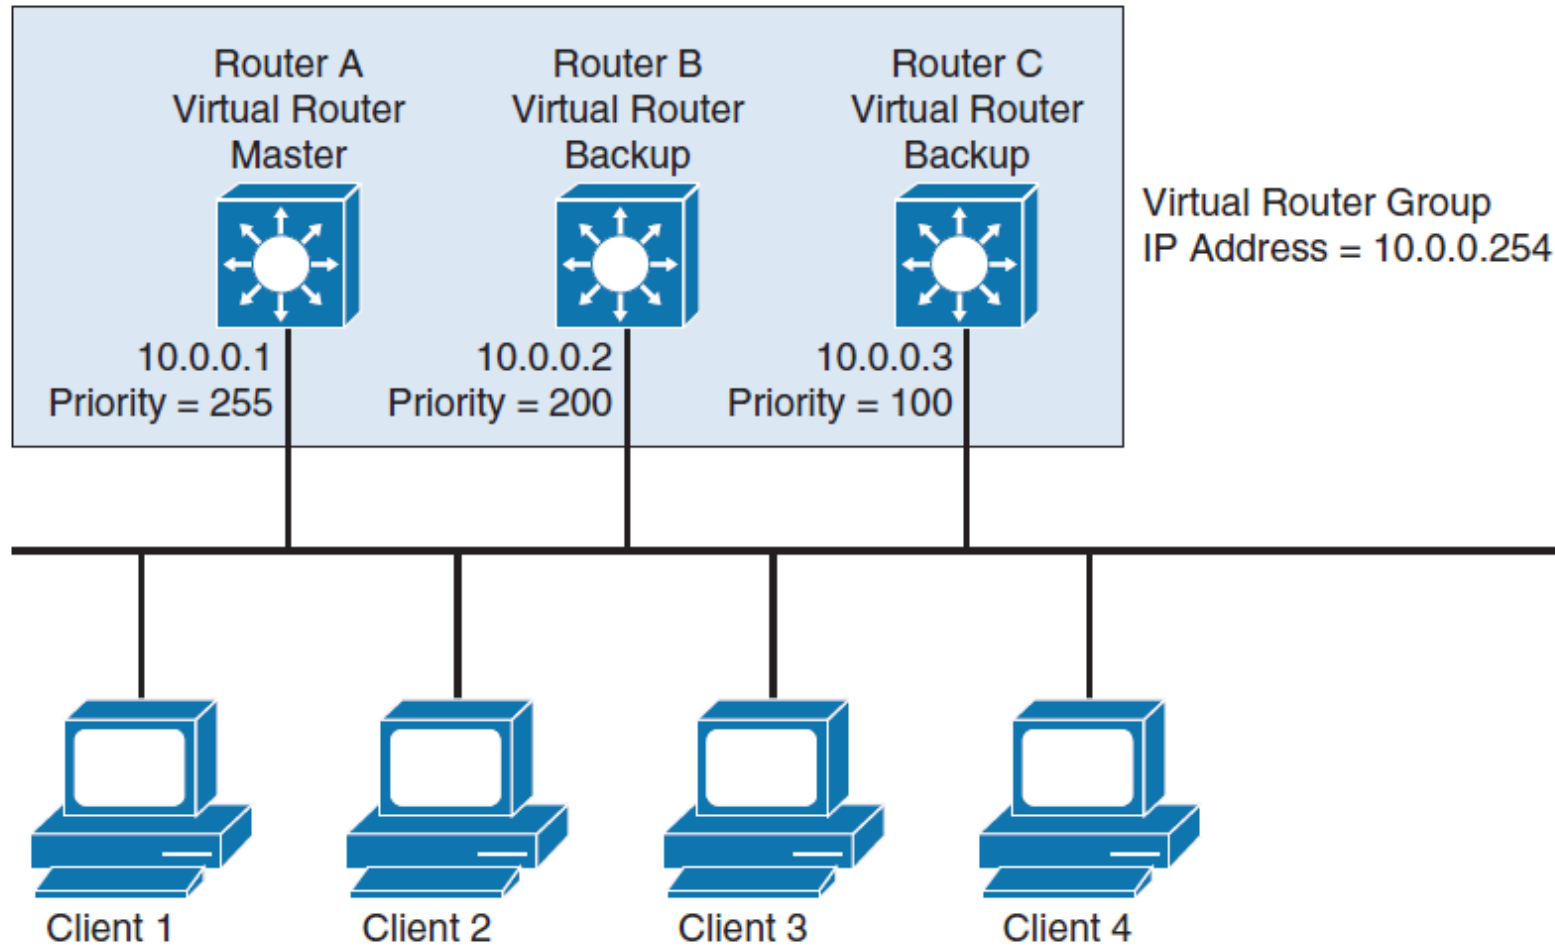 Router A
Virtual Router
Master
Router B
Virtual Router
Backup
Router C
Virtual Router
Backup
Virtual Router Group
IP Address = 10.0.0.254
10.0.0.1
Priority = 255
10.0.0.2
Priority = 200
10.0.0.3
Priority = 100
Client 1
Client 2
Client 3
Client 4